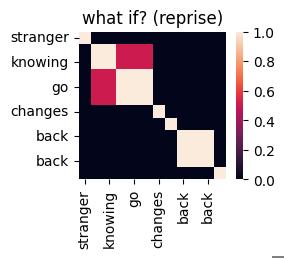 what if? (reprise)
stranger
knowing
go
changes
back
back
1.0
0.8
0.6
0.4
0.2
0.0
stranger
knowing
go
changes
back
back